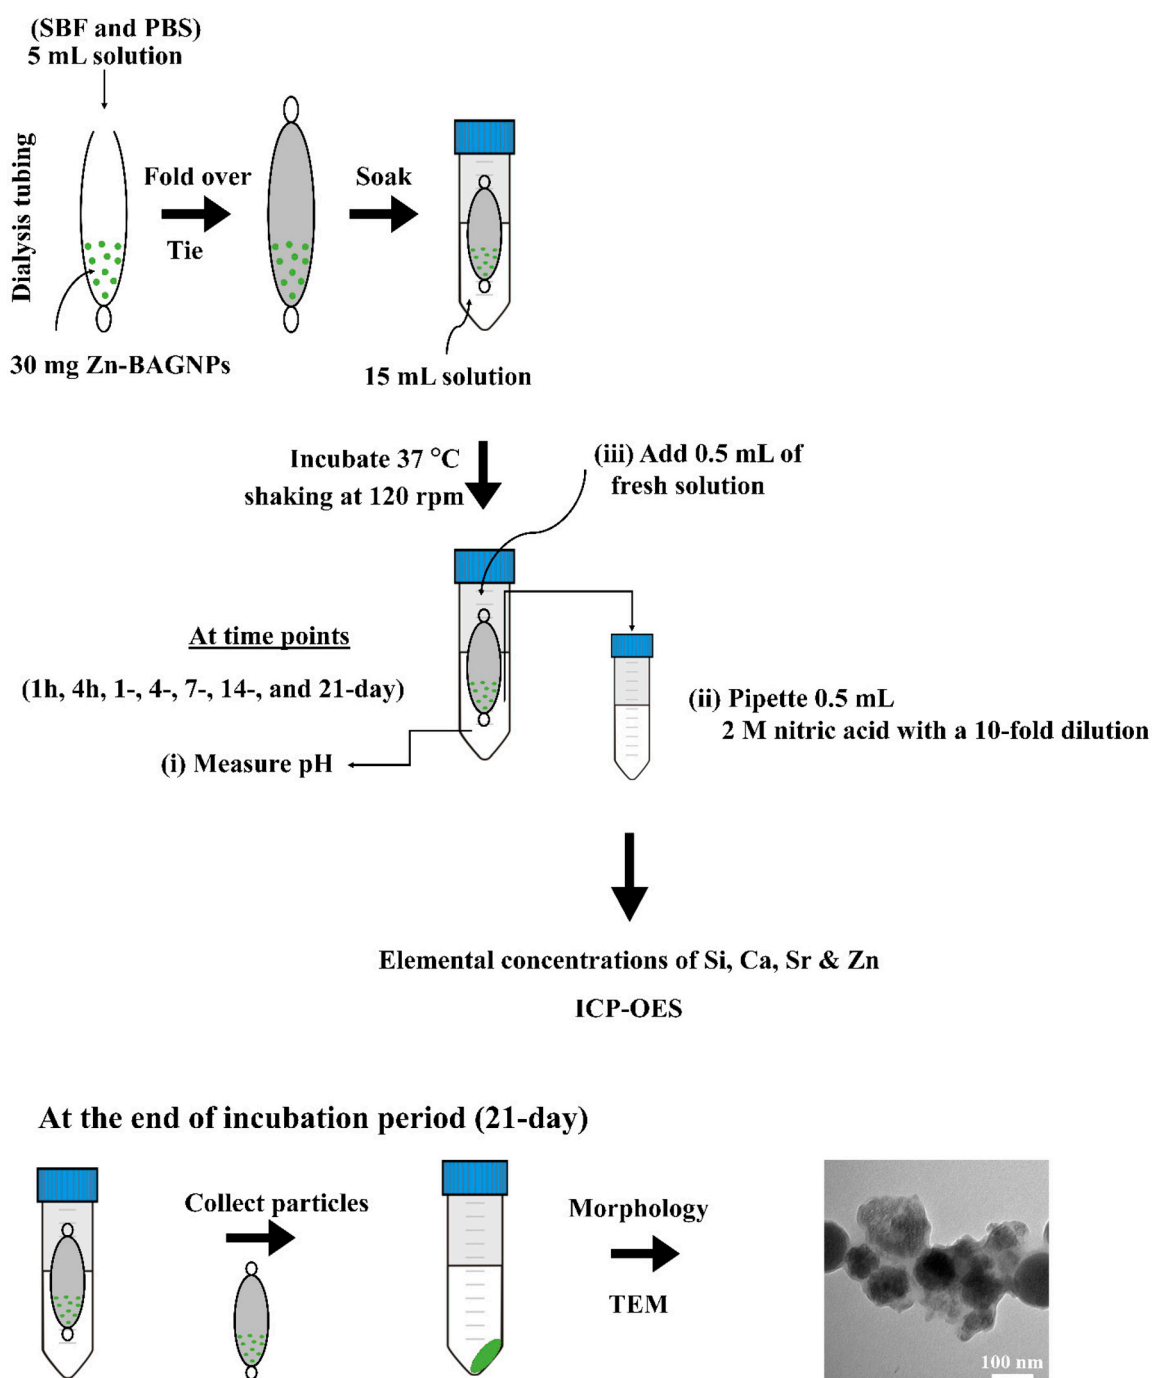 (SBF and PBS)
5 mL solution
Dialysis tubing
Fold over
Tie
Soak
30 mg Zn-BAGNPs
15 mL solution
Incubate 37 °C
shaking at 120 rpm
(iii) Add 0.5 mL of
fresh solution
At time points
(1h, 4h, 1-, 4-, 7-, 14-, and 21-day)
(i) Measure pH
(ii) Pipette 0.5 mL
2 M nitric acid with a 10-fold dilution
Elemental concentrations of Si, Ca, Sr & Zn
ICP-OES
At the end of incubation period (21-day)
Collect particles
Morphology
TEM
100 nm